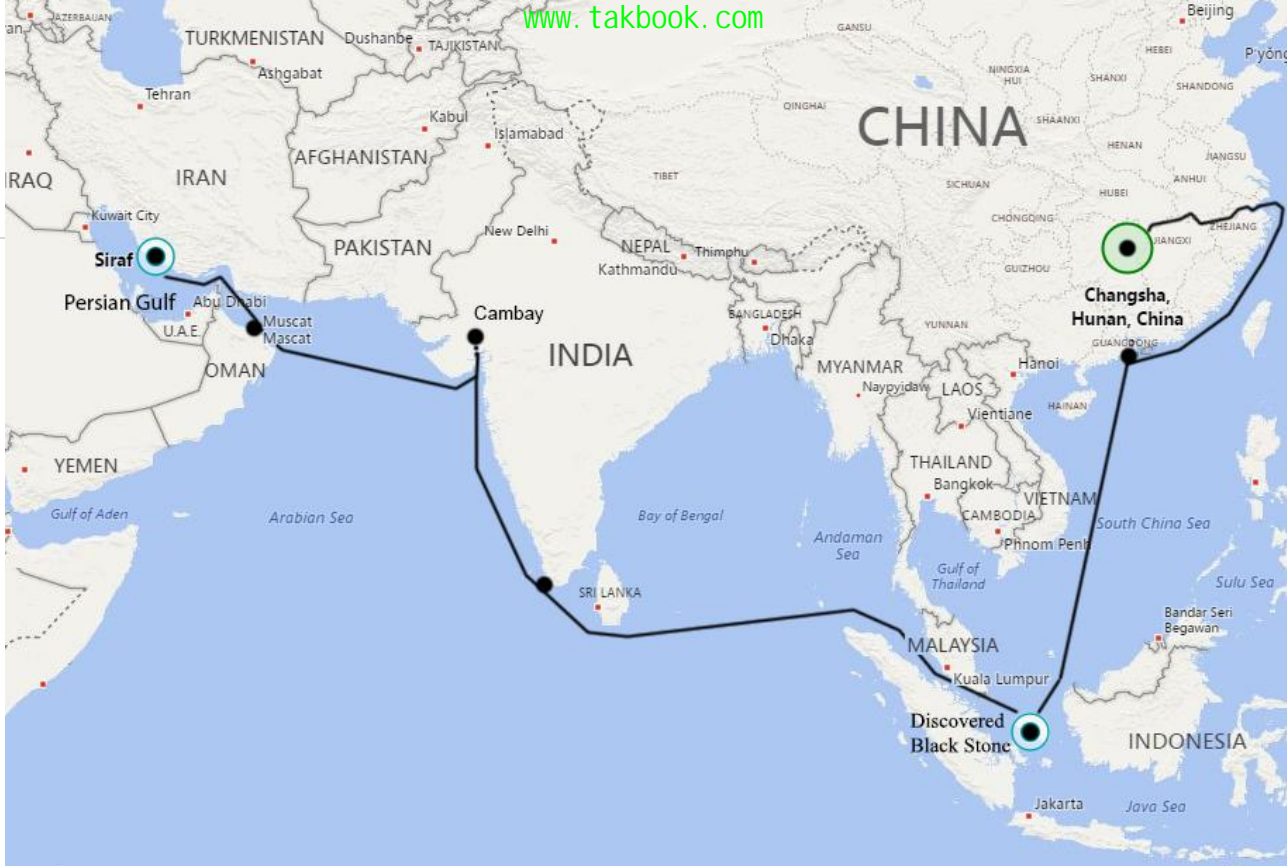 www.takbook.com
AZERBAIJAN
TURKMENISTAN
Ashgabat
Dushanbe
TAJIKISTAN
Tehran
Kabul
Islamabad
AFGHANISTAN
IRAQ
IRAN
Kuwait City
PAKISTAN
New Delhi
NEPAL
Kathmandu
Thimphu
Siraf
Persian Gulf
Abu Dhabi
U.A.E.
Muscat
Mascat
OMAN
Cambay
INDIA
BANGLADESH
Dhaka
YEMEN
Gulf of Aden
Arabian Sea
Bay of Bengal
Andaman
Sea
SRI LANKA
GANSU
Beijing
HEBEI
NINGXIA
HUI
SHANXI
SHANDONG
QINGHAI
CHINA
SHAANXI
HENAN
JIANGSU
TIBET
SICHUAN
HUBEI
ANHUI
CHONGQING
ZHEJIANG
JIANGXI
GUIZHOU
Changsha,
Hunan, China
YUNNAN
GUANGDONG
MYANMAR
Naypyidaw
LAOS
Hanoi
HAINAN
Vientiane
THAILAND
Bangkok
VIETNAM
CAMBODIA
Phnom Penh
South China Sea
Gulf of
Thailand
Sulu Sea
Bandar Seri
Begawan
MALAYSIA
Kuala Lumpur
Discovered
Black Stone
INDONESIA
Jakarta
Java Sea